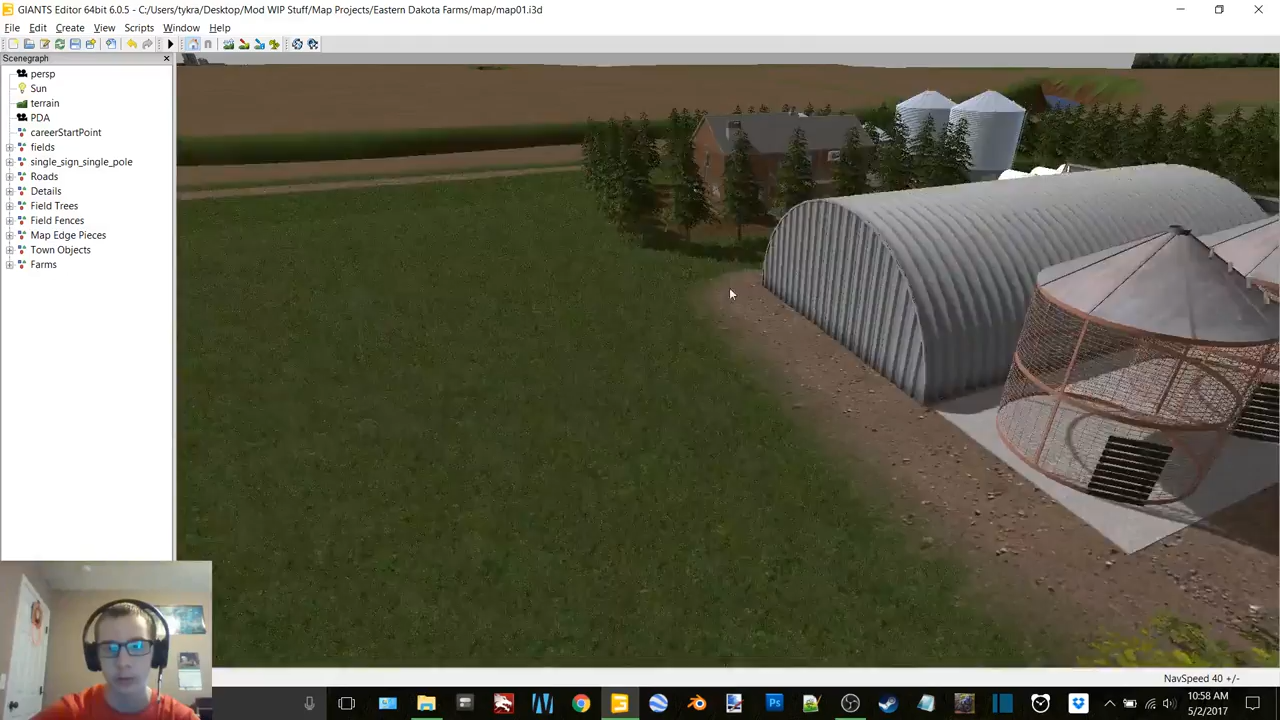 GIANTS Editor 64bit 6.0.5 - C:/Users/tykra/Desktop/Mod WIP Stuff/Map Projects/Eastern Dakota Farms/map/map01.i3d
File Edit Create View Scripts Window Help
Scenegraph
persp
Sun
terrain
PDA
careerStartPoint
fields
single_sign_single_pole
Roads
Details
Field Trees
Field Fences
Map Edge Pieces
Town Objects
Farms
NavSpeed 40 +/-
10:58 AM
5/2/2017